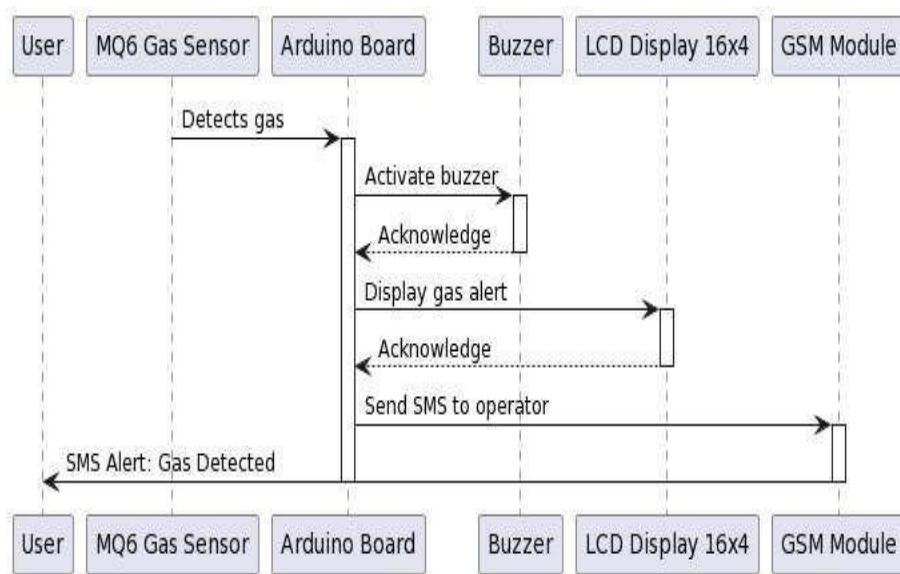 User MQ6 Gas Sensor Arduino Board Buzzer LCD Display 16x4 GSM Module
Detects gas
Activate buzzer
Acknowledge
Display gas alert
Acknowledge
Send SMS to operator
SMS Alert: Gas Detected
User MQ6 Gas Sensor Arduino Board Buzzer LCD Display 16x4 GSM Module